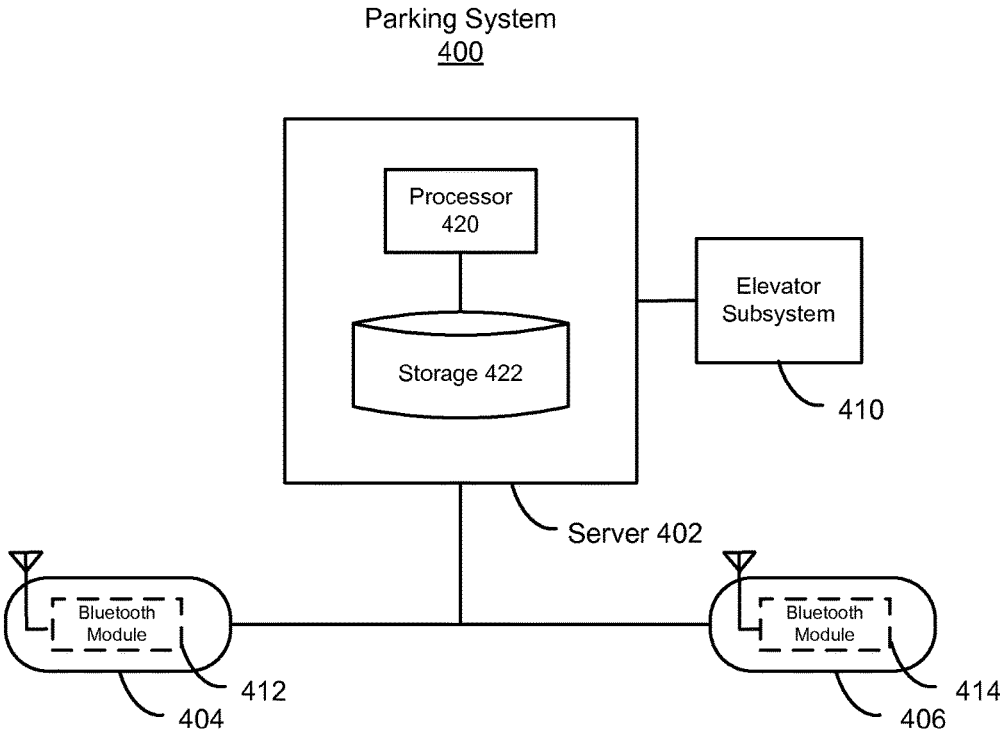 Parking System
400
Processor
420
Storage 422
Elevator
Subsystem
410
Server 402
Bluetooth
Module
412
404
Bluetooth
Module
414
406